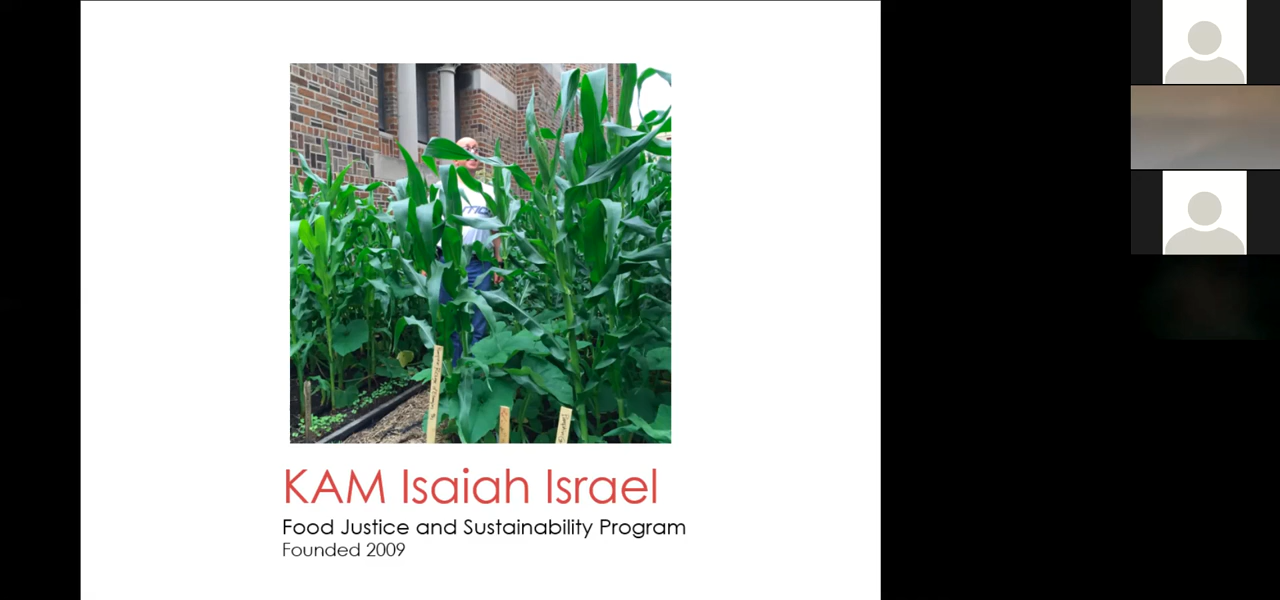 KAM Isaiah Israel
Food Justice and Sustainability Program
Founded 2009